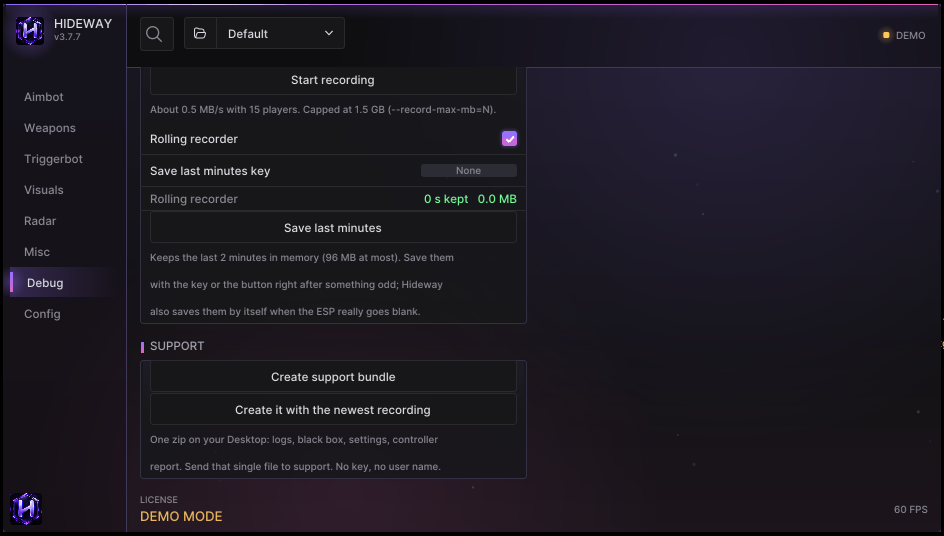 HIDEWAY
v3.7.7
Default
DEMO
Aimbot
Weapons
Triggerbot
Visuals
Radar
Misc
Debug
Config
Start recording
About 0.5 MB/s with 15 players. Capped at 1.5 GB (--record-max-mb=N).
Rolling recorder
Save last minutes key
None
Rolling recorder
0 s kept 0.0 MB
Save last minutes
Keeps the last 2 minutes in memory (96 MB at most). Save them
with the key or the button right after something odd; Hideway
also saves them by itself when the ESP really goes blank.
SUPPORT
Create support bundle
Create it with the newest recording
One zip on your Desktop: logs, black box, settings, controller
report. Send that single file to support. No key, no user name.
LICENSE
DEMO MODE
60 FPS